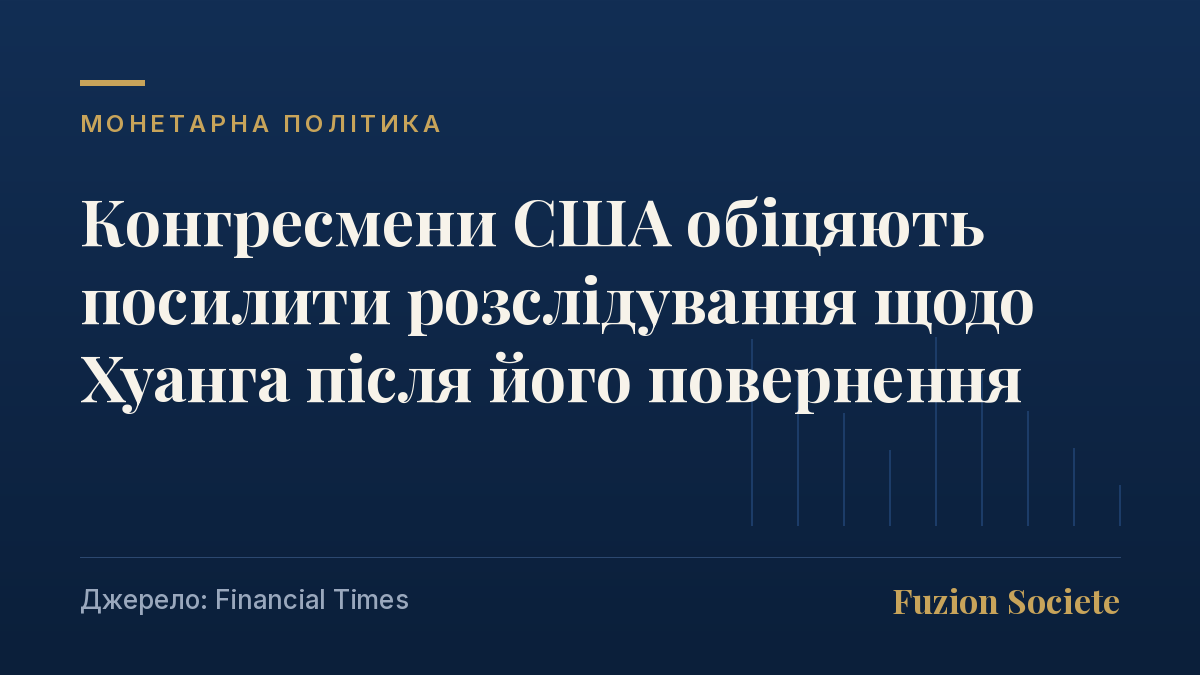 МОНЕТАРНА ПОЛІТИКА
Конгресмени США обіцяють
посилити розслідування щодо
Хуанга після його повернення
Джерело: Financial Times
Fuzion Societe